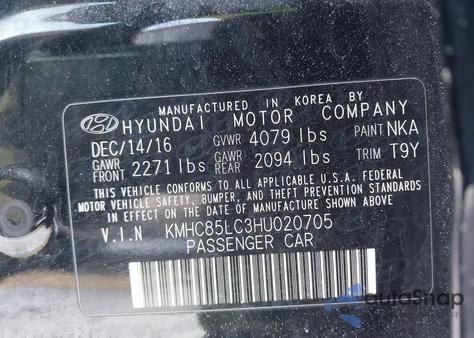 MANUFACTURED IN KOREA BY
HYUNDAI MOTOR COMPANY
DEC/14/16 GVWR 4079 lbs PAINT NKA
GAWR FRONT 2271 lbs GAWR REAR 2094 lbs TRIM T9Y
THIS VEHICLE CONFORMS TO ALL APPLICABLE U.S.A. FEDERAL
MOTOR VEHICLE SAFETY, BUMPER, AND THEFT PREVENTION STANDARDS
IN EFFECT ON THE DATE OF MANUFACTURE SHOWN ABOVE.
V.I.N KMHC85LC3HU020705
PASSENGER CAR
autoSnap